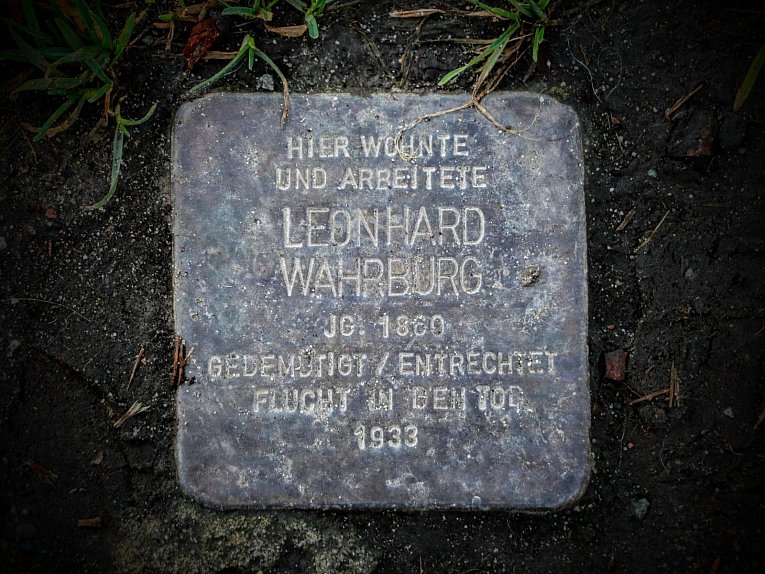 HIER WOHNTE
UND ARBEITETE
LEONHARD
WAHRBURG
JG. 1860
GEDEMÜTIGT / ENTRECHTET
FLUCHT IN DEN TOD
1933